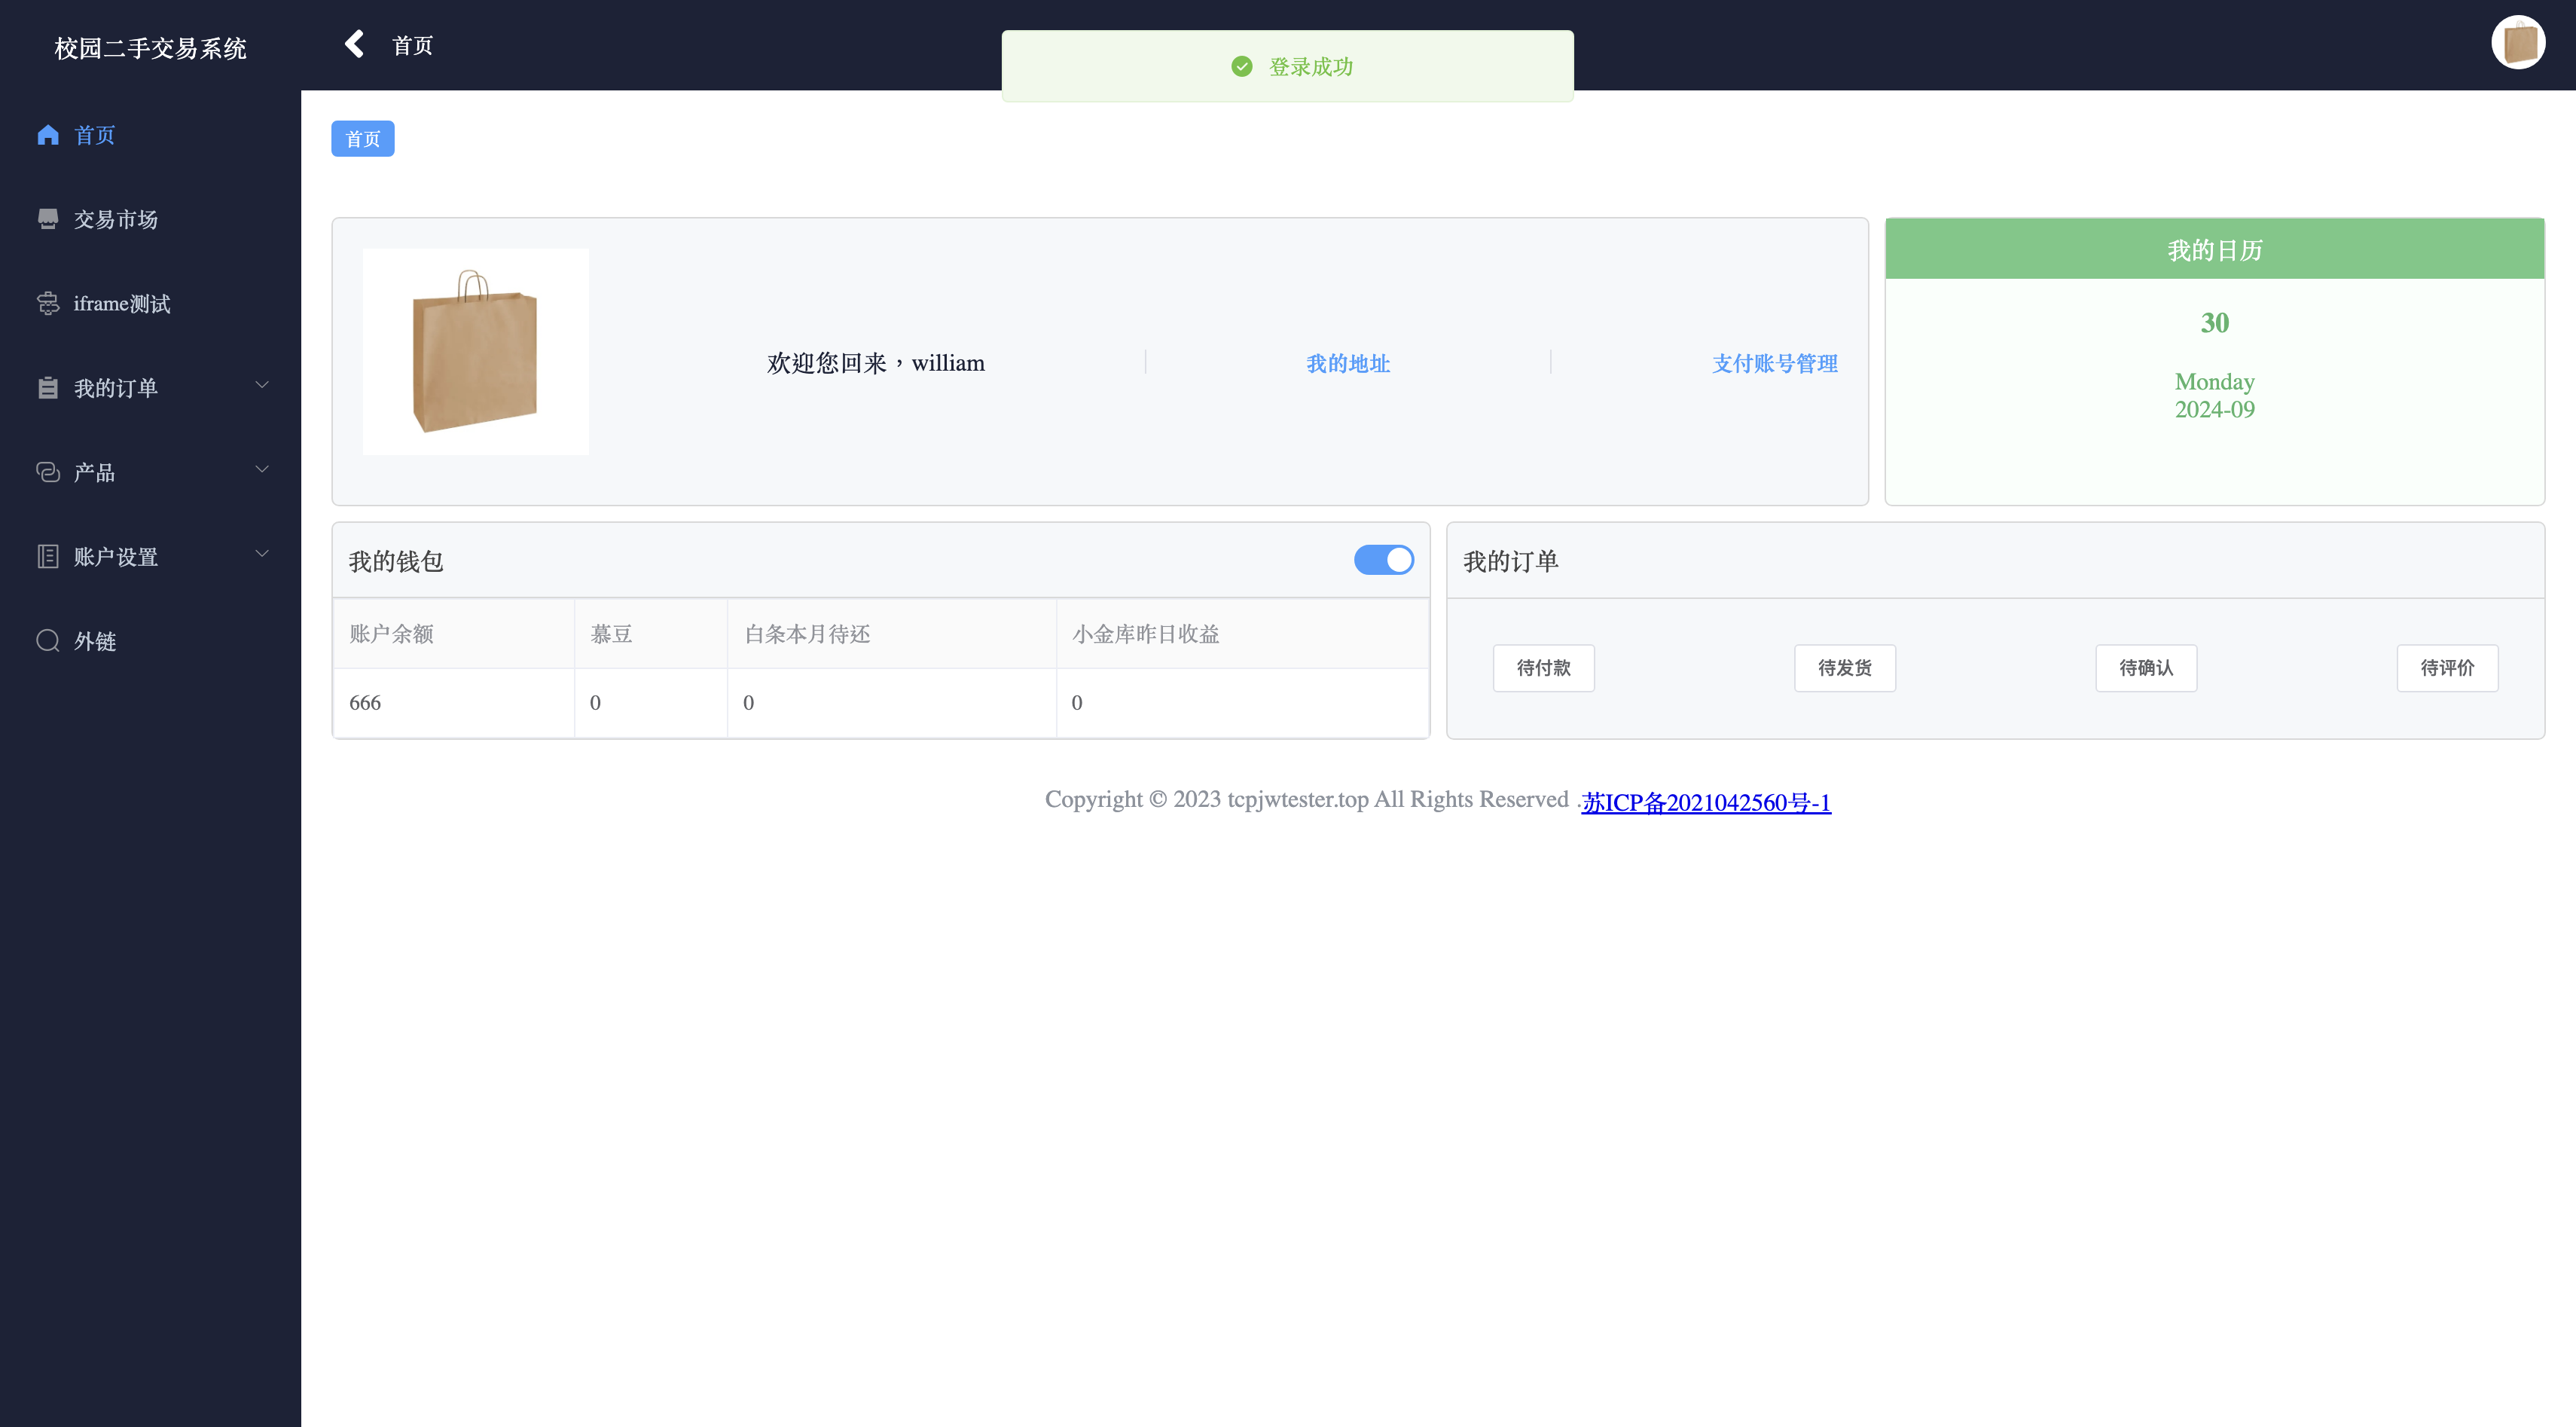 校园二手交易系统
首页
登录成功
首页
交易市场
iframe测试
我的订单
产品
账户设置
外链
首页
欢迎您回来，william
我的地址
支付账号管理
我的日历
30
Monday
2024-09
我的钱包
账户余额 慕豆 白条本月待还 小金库昨日收益
666 0 0 0
我的订单
待付款 待发货 待确认 待评价
Copyright © 2023 tcpjwtester.top All Rights Reserved .苏ICP备2021042560号-1